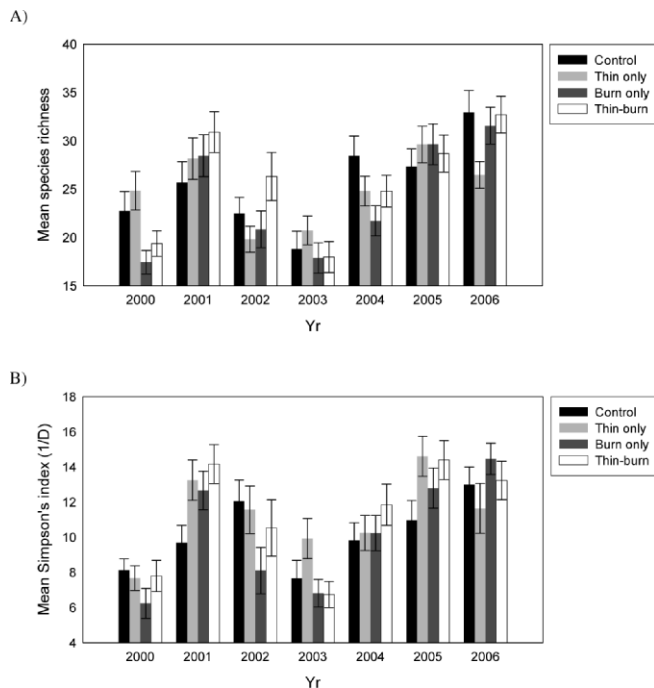 A)
Mean species richness
40
35
30
25
20
15
2000 2001 2002 2003 2004 2005 2006
Yr
Control
Thin only
Burn only
Thin-burn
B)
Mean Simpson's index (1/D)
18
16
14
12
10
8
6
4
2000 2001 2002 2003 2004 2005 2006
Yr
Control
Thin only
Burn only
Thin-burn